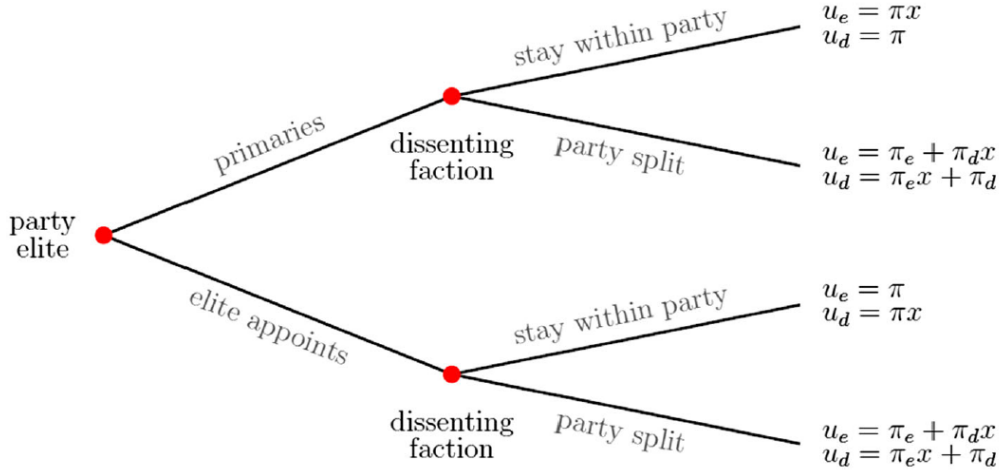 u_e = πx
u_d = π
stay within party
primaries
dissenting
faction
party split
u_e = π_e + π_d x
u_d = π_e x + π_d
party
elite
elite appoints
stay within party
u_e = π
u_d = πx
dissenting
faction
party split
u_e = π_e + π_d x
u_d = π_e x + π_d